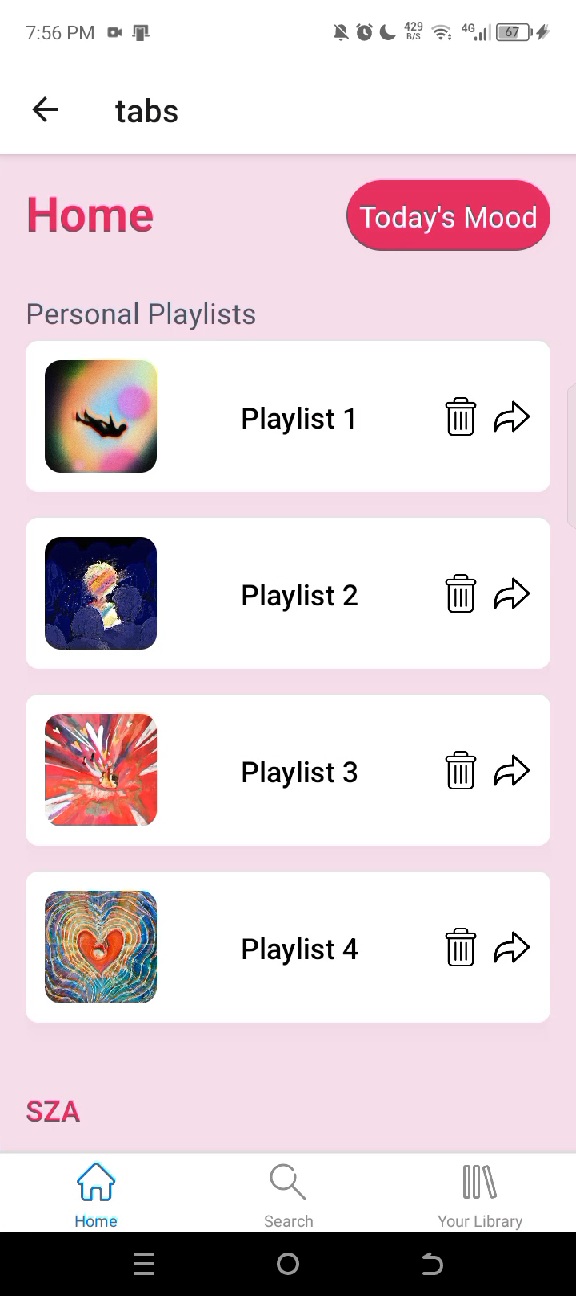 7:56 PM
429
B/S
4G
67
tabs
Home
Today's Mood
Personal Playlists
Playlist 1
Playlist 2
Playlist 3
Playlist 4
SZA
Home
Search
Your Library